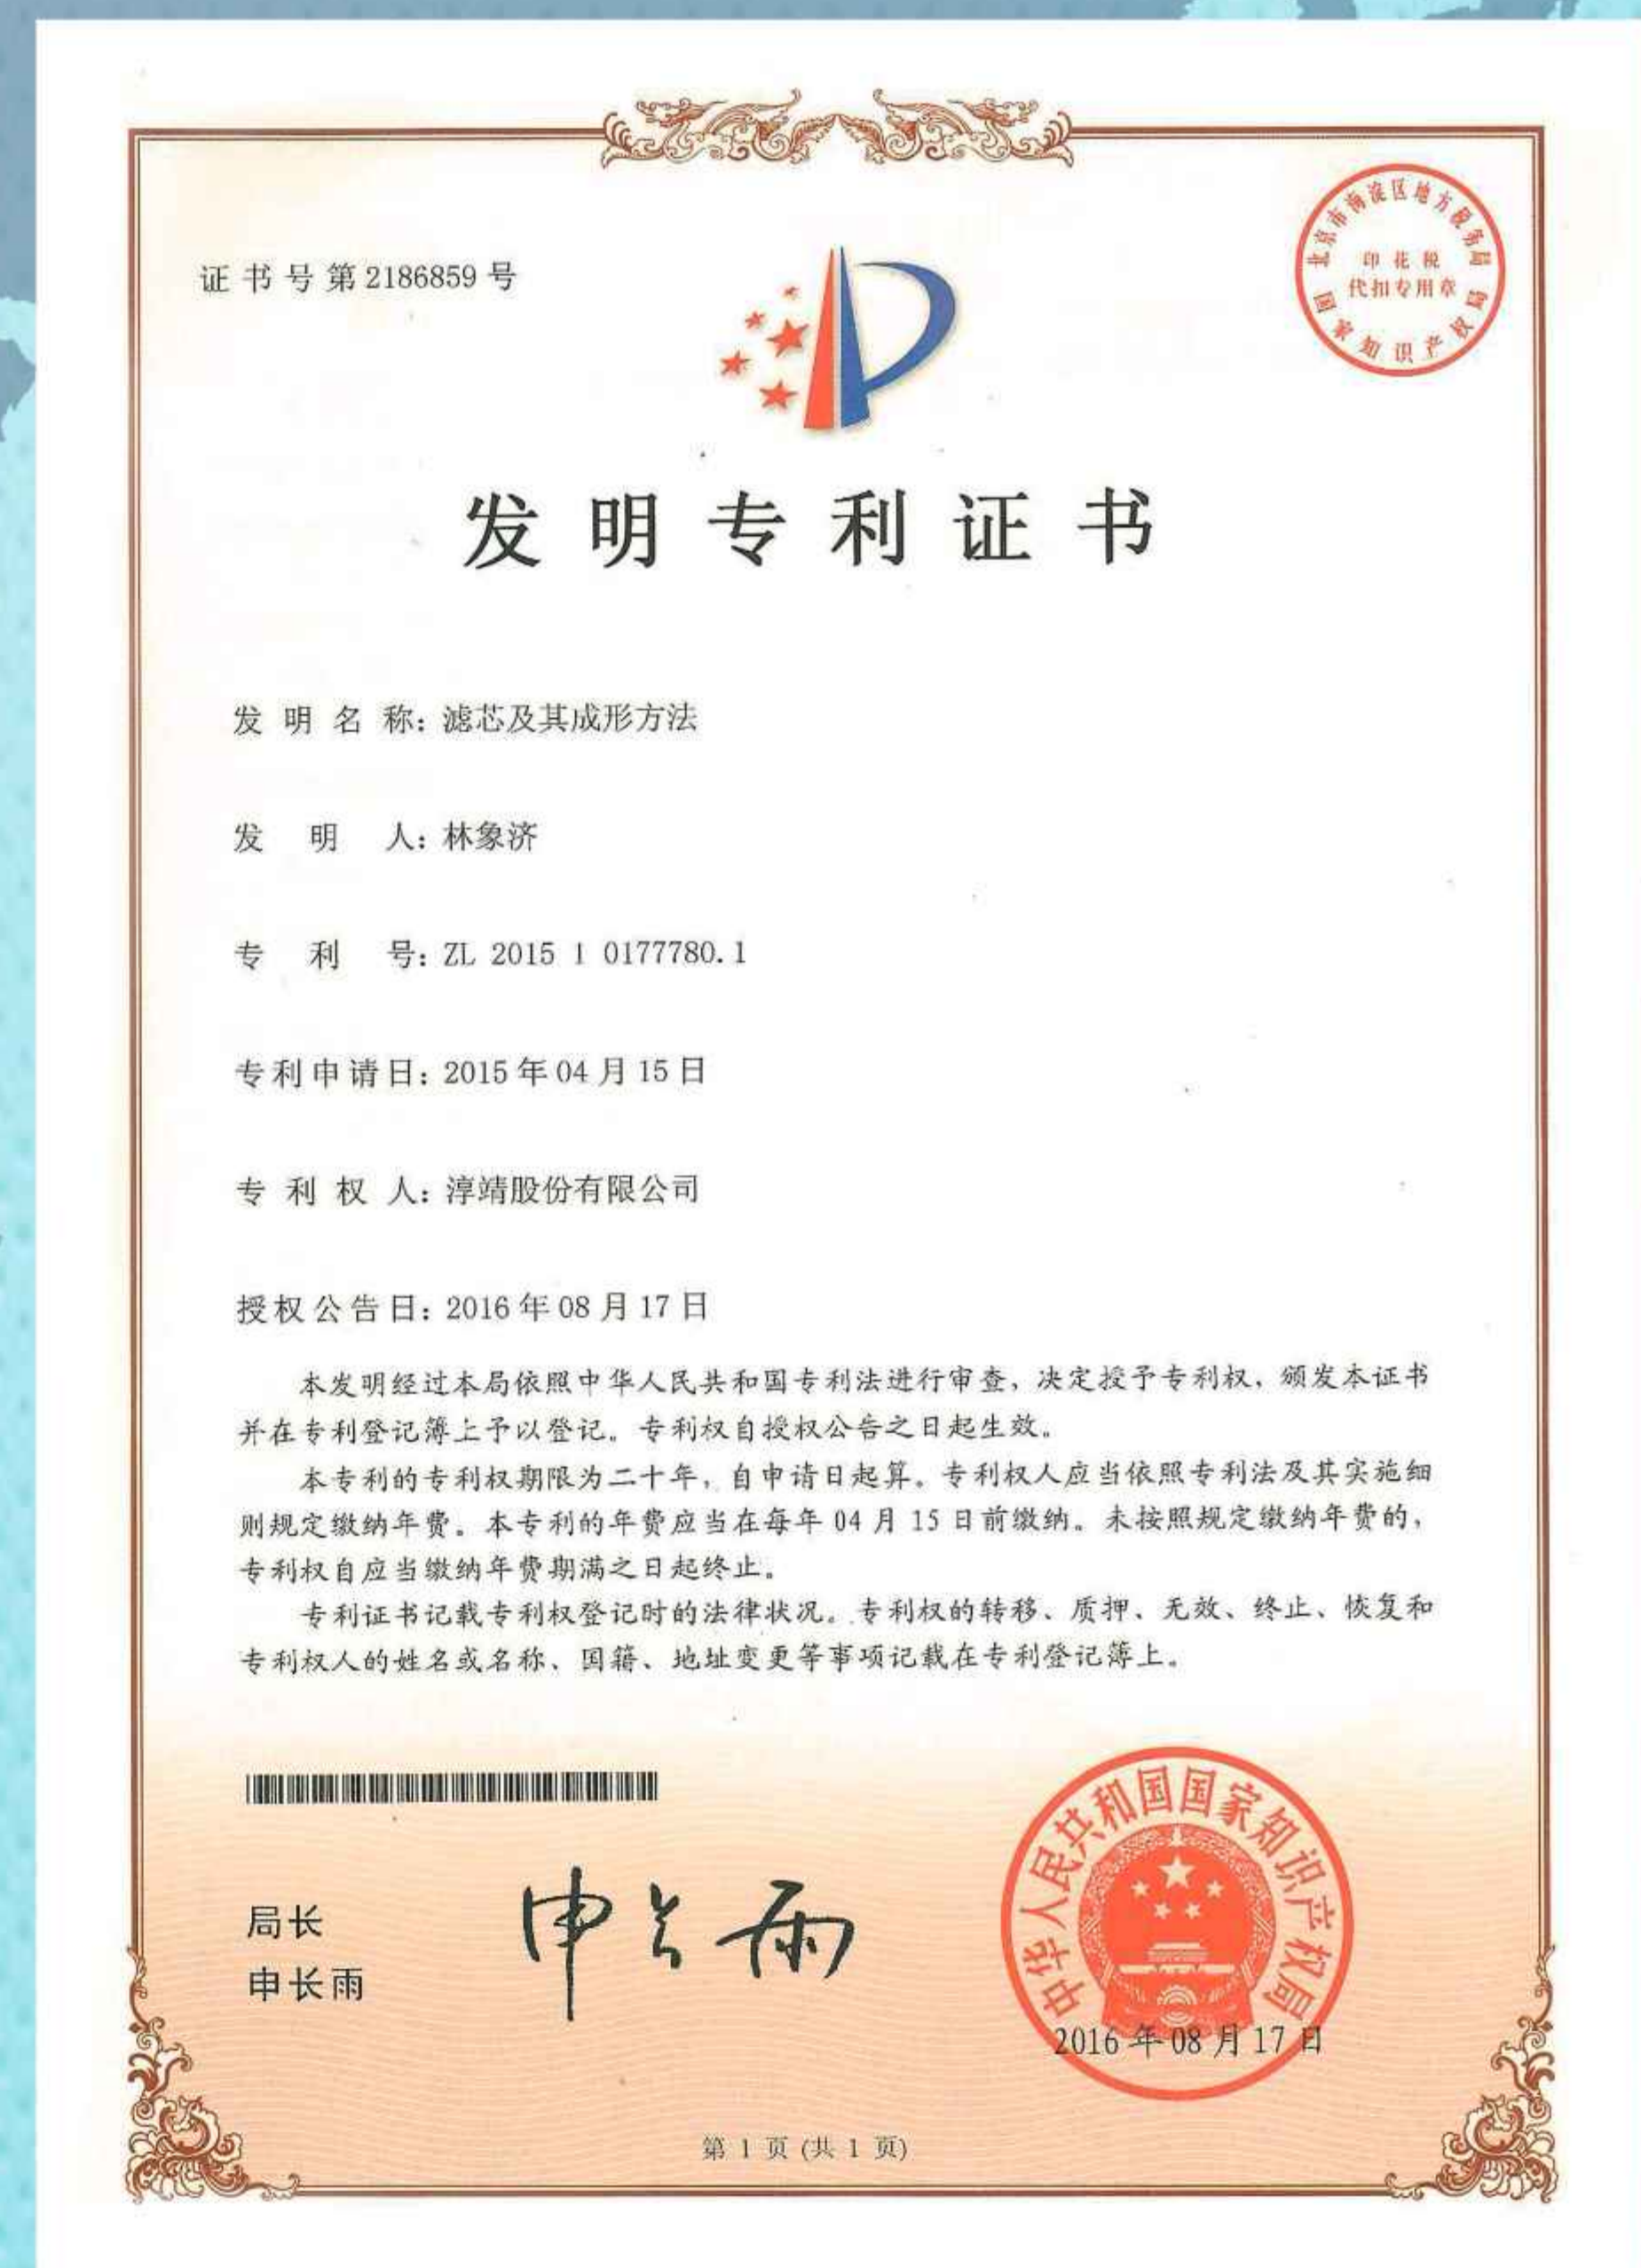 证书号第2186859号
北京市海淀区地方税务局
印花税
代扣专用章
国家知识产权局
发明专利证书
发明名称：滤芯及其成形方法
发明人：林象济
专利号：ZL 2015 1 0177780.1
专利申请日：2015年04月15日
专利权人：淳靖股份有限公司
授权公告日：2016年08月17日
本发明经过本局依照中华人民共和国专利法进行审查，决定授予专利权，颁发本证书
并在专利登记簿上予以登记。专利权自授权公告之日起生效。
本专利的专利权期限为二十年，自申请日起算。专利权人应当依照专利法及其实施细
则规定缴纳年费。本专利的年费应当在每年04月15日前缴纳。未按照规定缴纳年费的，
专利权自应当缴纳年费期满之日起终止。
专利证书记载专利权登记时的法律状况。专利权的转移、质押、无效、终止、恢复和
专利权人的姓名或名称、国籍、地址变更等事项记载在专利登记簿上。
局长
申长雨
申长雨
中华人民共和国国家知识产权局
2016年08月17日
第1页(共1页)